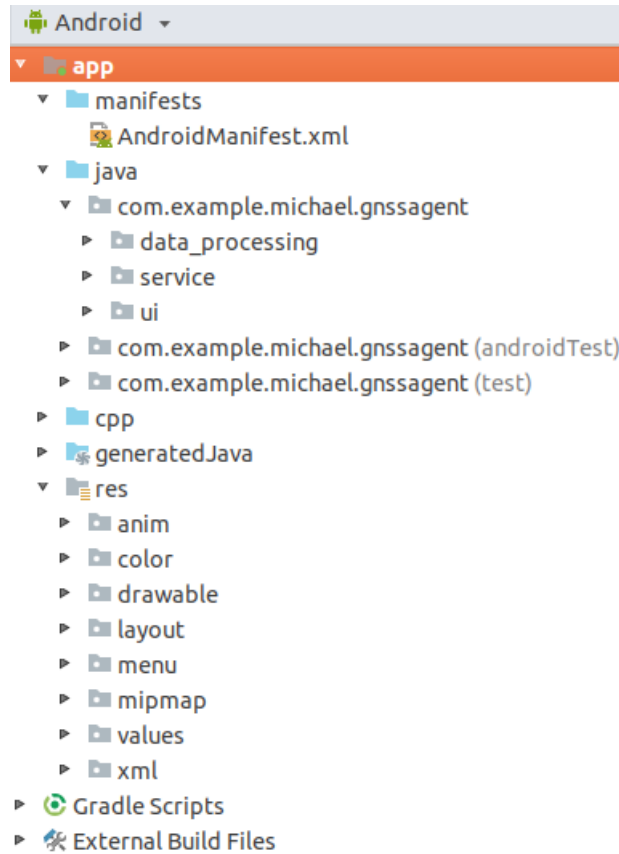 Android
app
manifests
AndroidManifest.xml
java
com.example.michael.gnssagent
data_processing
service
ui
com.example.michael.gnssagent (androidTest)
com.example.michael.gnssagent (test)
cpp
generatedJava
res
anim
color
drawable
layout
menu
mipmap
values
xml
Gradle Scripts
External Build Files